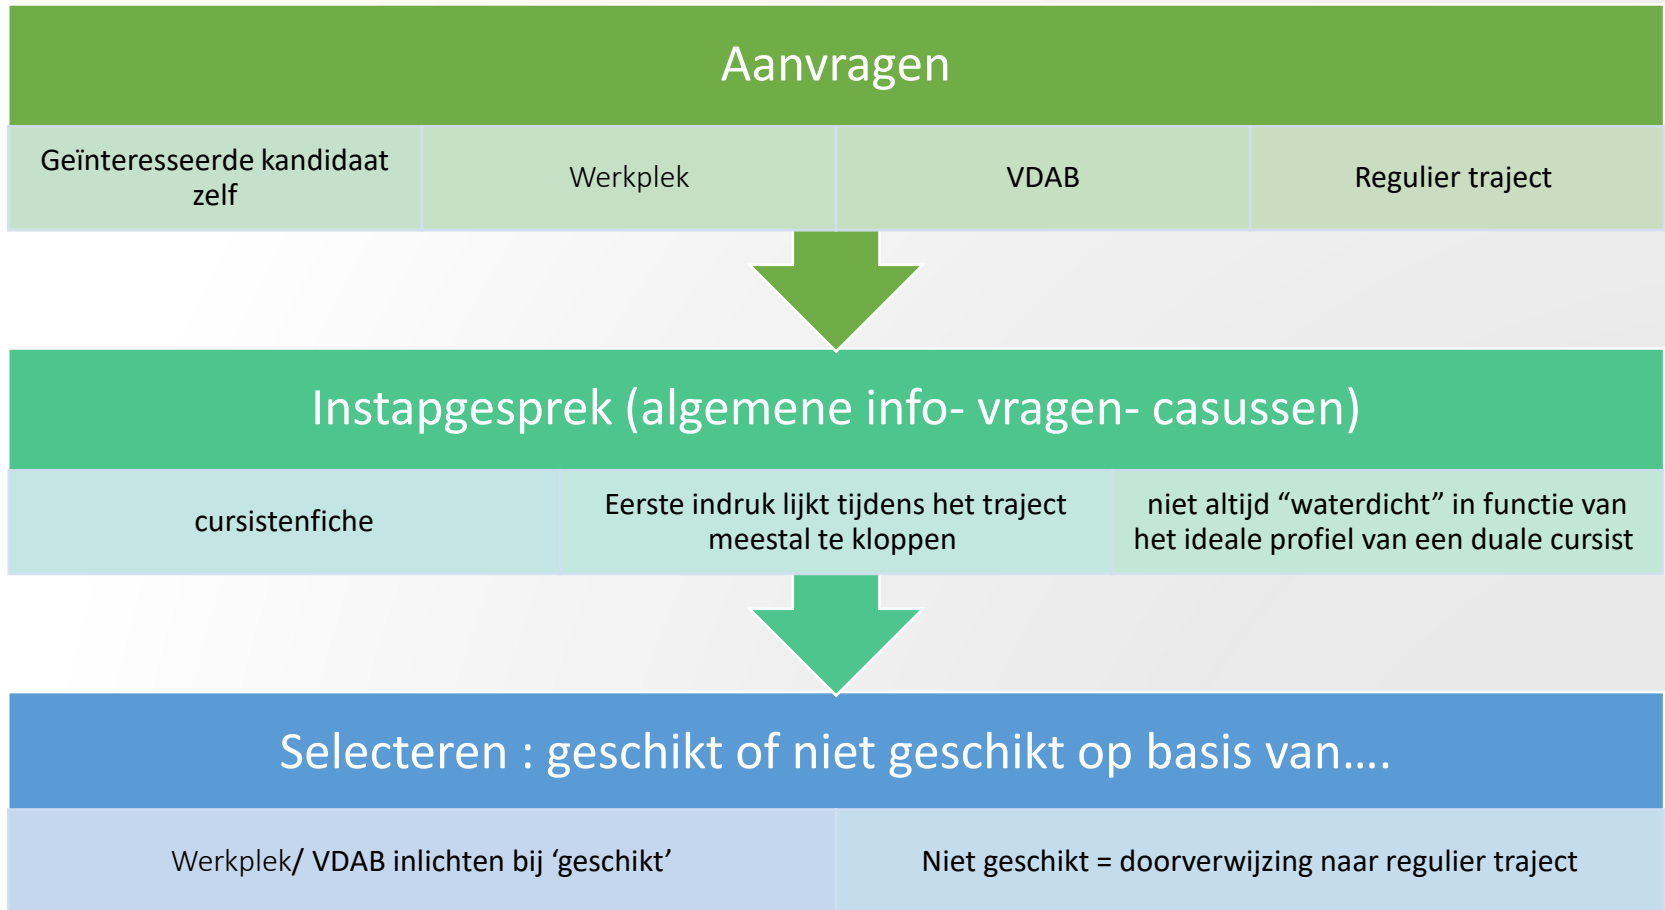 Aanvragen
Geïnteresseerde kandidaat
zelf
Werkplek
VDAB
Regulier traject
Instapgesprek (algemene info- vragen- casussen)
cursistenfiche
Eerste indruk lijkt tijdens het traject
meestal te kloppen
niet altijd “waterdicht” in functie van
het ideale profiel van een duale cursist
Selecteren : geschikt of niet geschikt op basis van….
Werkplek/ VDAB inlichten bij ‘geschikt’
Niet geschikt = doorverwijzing naar regulier traject